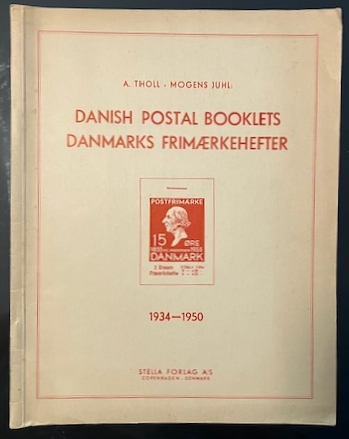 A. THOLL - MOGENS JUHL:
DANISH POSTAL BOOKLETS
DANMARKS FRIMÆRKEHEFTER
POSTFRIMÆRKE
15 ØRE
DANMARK
1934—1950
STELLA FORLAG A/S
COPENHAGEN - DENMARK